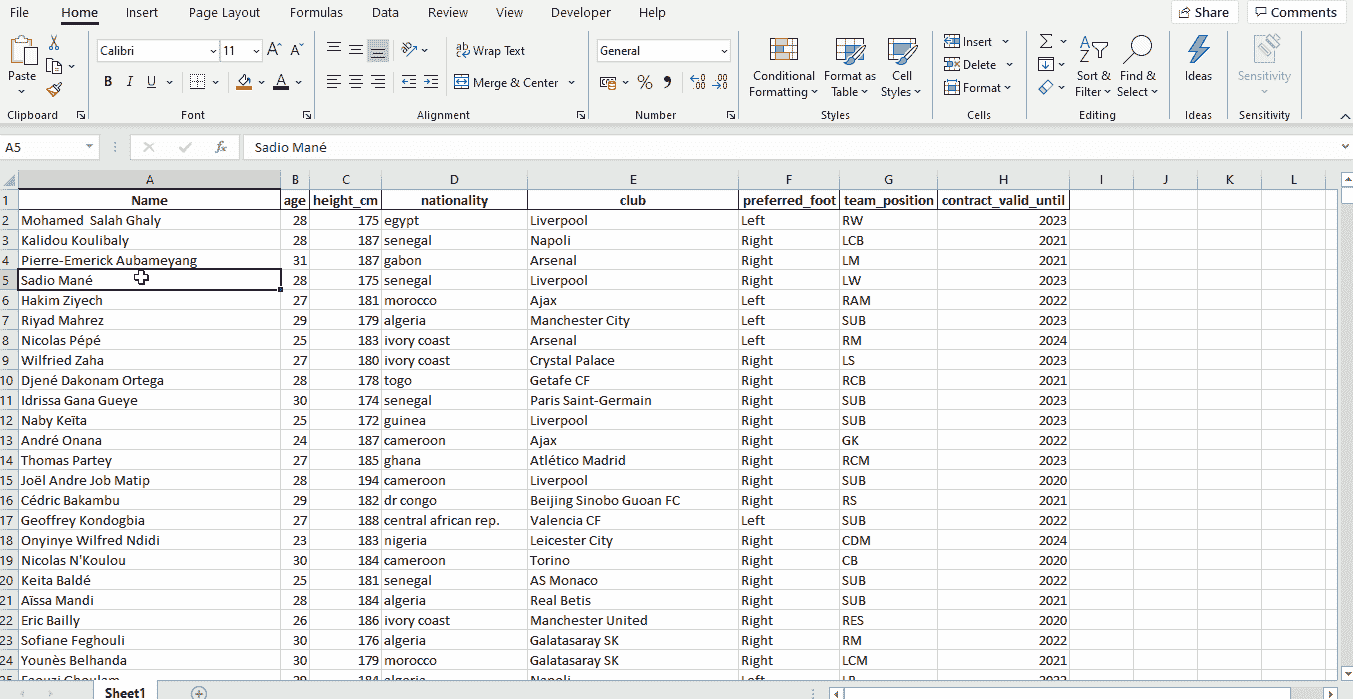 File Home Insert Page Layout Formulas Data Review View Developer Help Share Comments
Calibri 11 Wrap Text General Insert
Paste B I U Merge & Center % Conditional Formatting Format as Table Cell Styles Delete Sort & Filter Find & Select Ideas Sensitivity
Format
Clipboard Font Alignment Number Styles Cells Editing Ideas Sensitivity
A5 fx Sadio Mané
A B C D E F G H I J K L
1 Name age height_cm nationality club preferred_foot team_position contract_valid_until
2 Mohamed  Salah Ghaly 28 175 egypt Liverpool Left RW 2023
3 Kalidou Koulibaly 28 187 senegal Napoli Right LCB 2021
4 Pierre-Emerick Aubameyang 31 187 gabon Arsenal Right LM 2021
5 Sadio Mané 28 175 senegal Liverpool Right LW 2023
6 Hakim Ziyech 27 181 morocco Ajax Left RAM 2022
7 Riyad Mahrez 29 179 algeria Manchester City Left SUB 2023
8 Nicolas Pépé 25 183 ivory coast Arsenal Left RM 2024
9 Wilfried Zaha 27 180 ivory coast Crystal Palace Right LS 2023
10 Djené Dakonam Ortega 28 178 togo Getafe CF Right RCB 2021
11 Idrissa Gana Gueye 30 174 senegal Paris Saint-Germain Right SUB 2023
12 Naby Keïta 25 172 guinea Liverpool Right SUB 2023
13 André Onana 24 187 cameroon Ajax Right GK 2022
14 Thomas Partey 27 185 ghana Atlético Madrid Right RCM 2023
15 Joël Andre Job Matip 28 194 cameroon Liverpool Right SUB 2020
16 Cédric Bakambu 29 182 dr congo Beijing Sinobo Guoan FC Right RS 2021
17 Geoffrey Kondogbia 27 188 central african rep. Valencia CF Left SUB 2022
18 Onyinye Wilfred Ndidi 23 183 nigeria Leicester City Right CDM 2024
19 Nicolas N'Koulou 30 184 cameroon Torino Right CB 2020
20 Keita Baldé 25 181 senegal AS Monaco Right SUB 2022
21 Aïssa Mandi 28 184 algeria Real Betis Right SUB 2021
22 Eric Bailly 26 186 ivory coast Manchester United Right RES 2020
23 Sofiane Feghouli 30 176 algeria Galatasaray SK Right RM 2022
24 Younès Belhanda 30 179 morocco Galatasaray SK Right LCM 2021
Sheet1